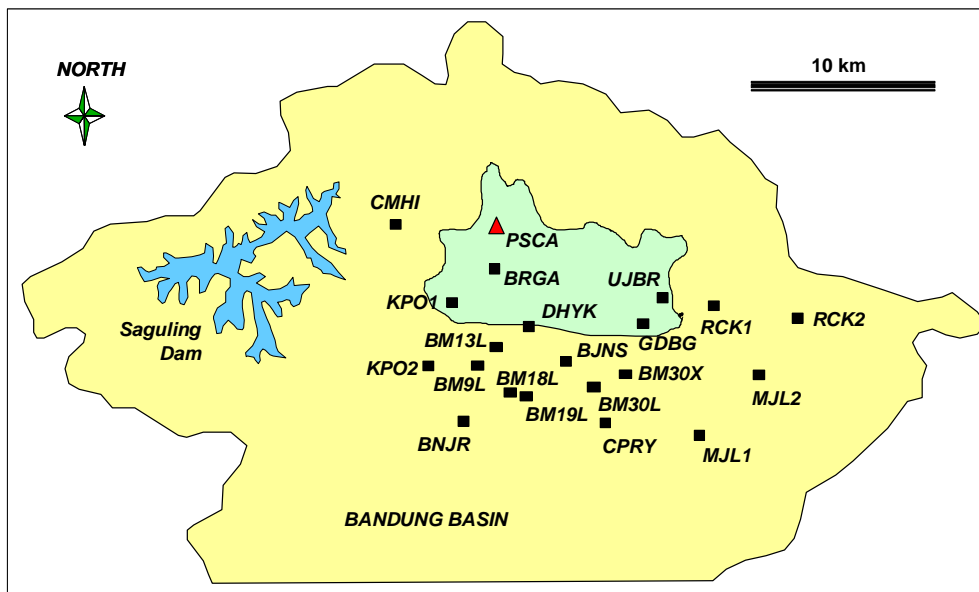 10 km
NORTH
CMHI
PSCA
BRGA
UJBR
KPO1
DHYK
RCK1
RCK2
Saguling
Dam
BM13L
BJNS
GDBG
KPO2
BM9L
BM18L
BM30X
MJL2
BM19L
BM30L
BNJR
CPRY
MJL1
BANDUNG BASIN